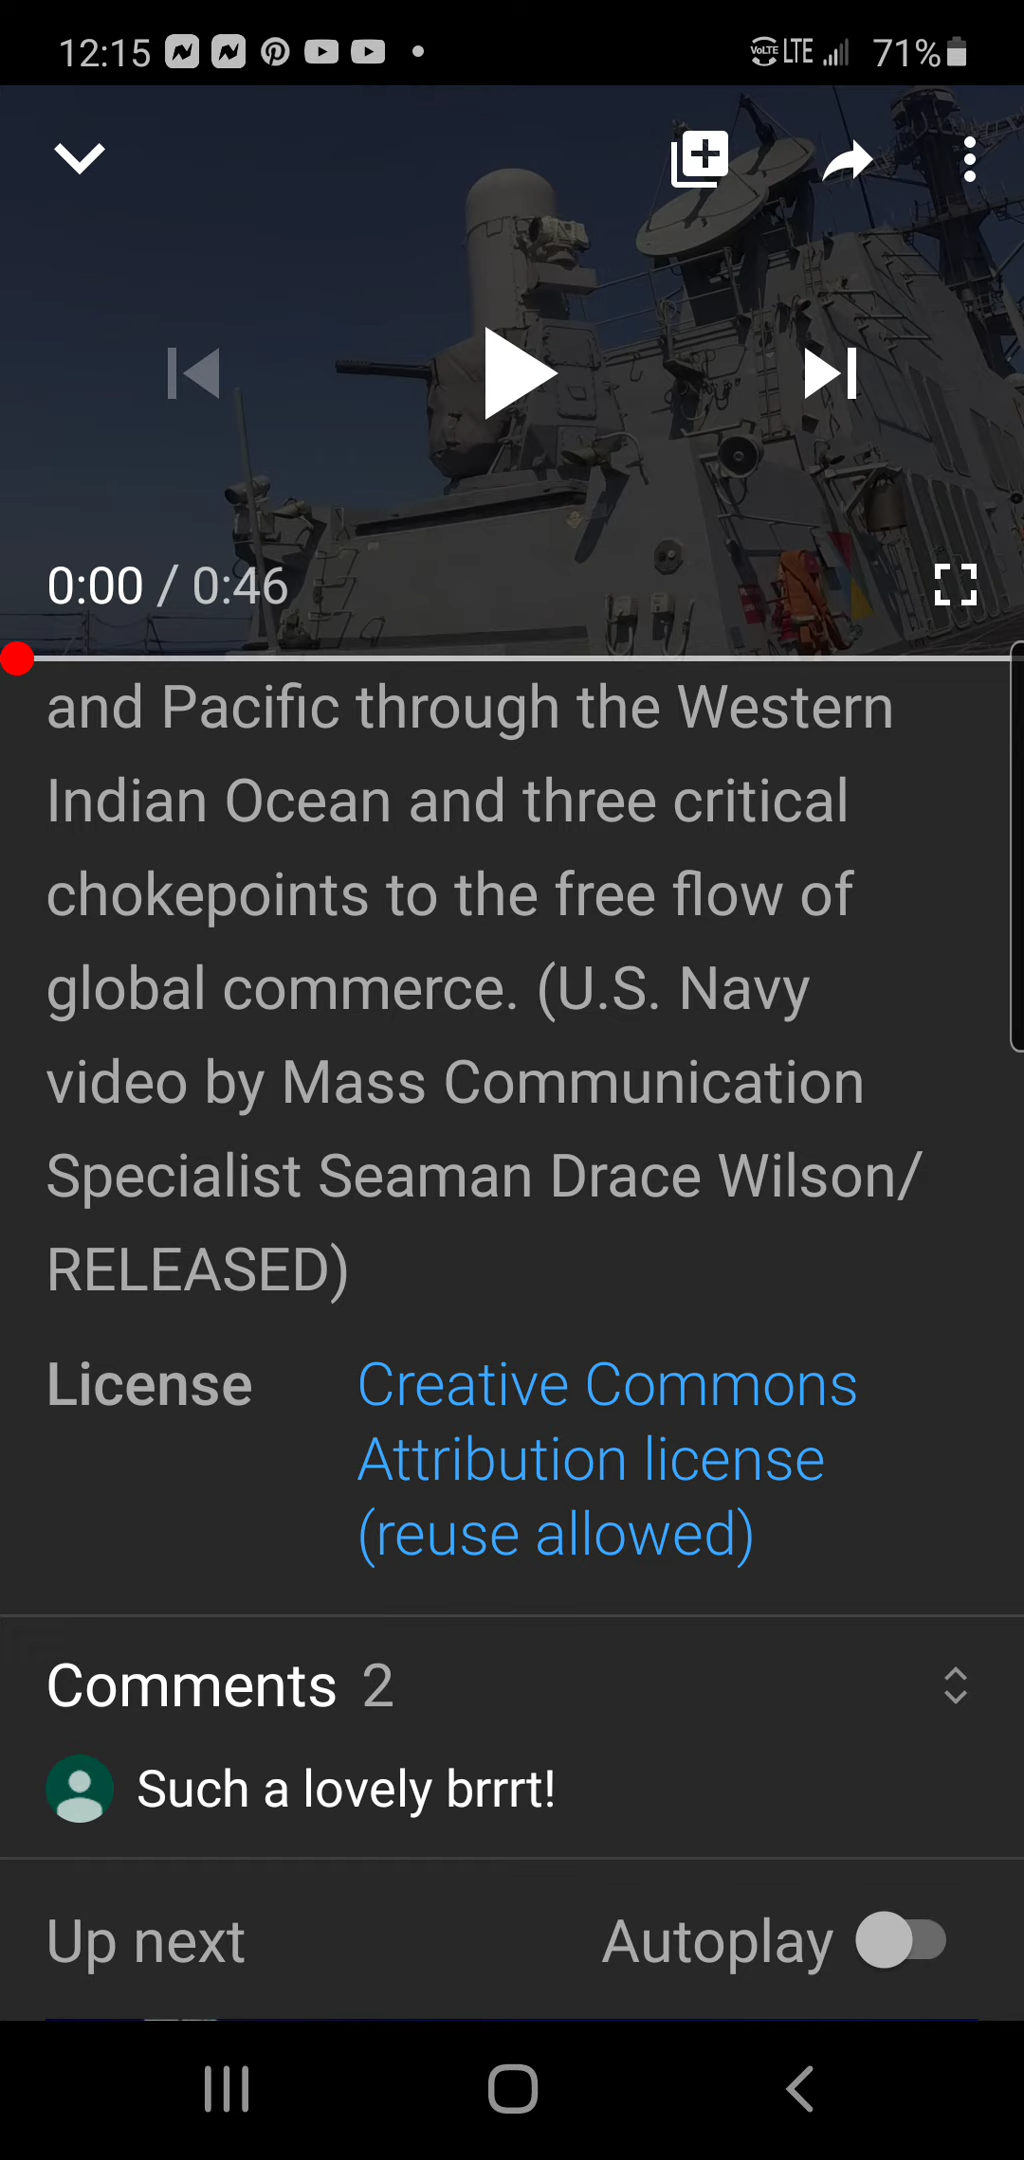 12:15 VoLTE LTE 71%
0:00 / 0:46
and Pacific through the Western
Indian Ocean and three critical
chokepoints to the free flow of
global commerce. (U.S. Navy
video by Mass Communication
Specialist Seaman Drace Wilson/
RELEASED)
License Creative Commons
Attribution license
(reuse allowed)
Comments 2
Such a lovely brrrt!
Up next Autoplay